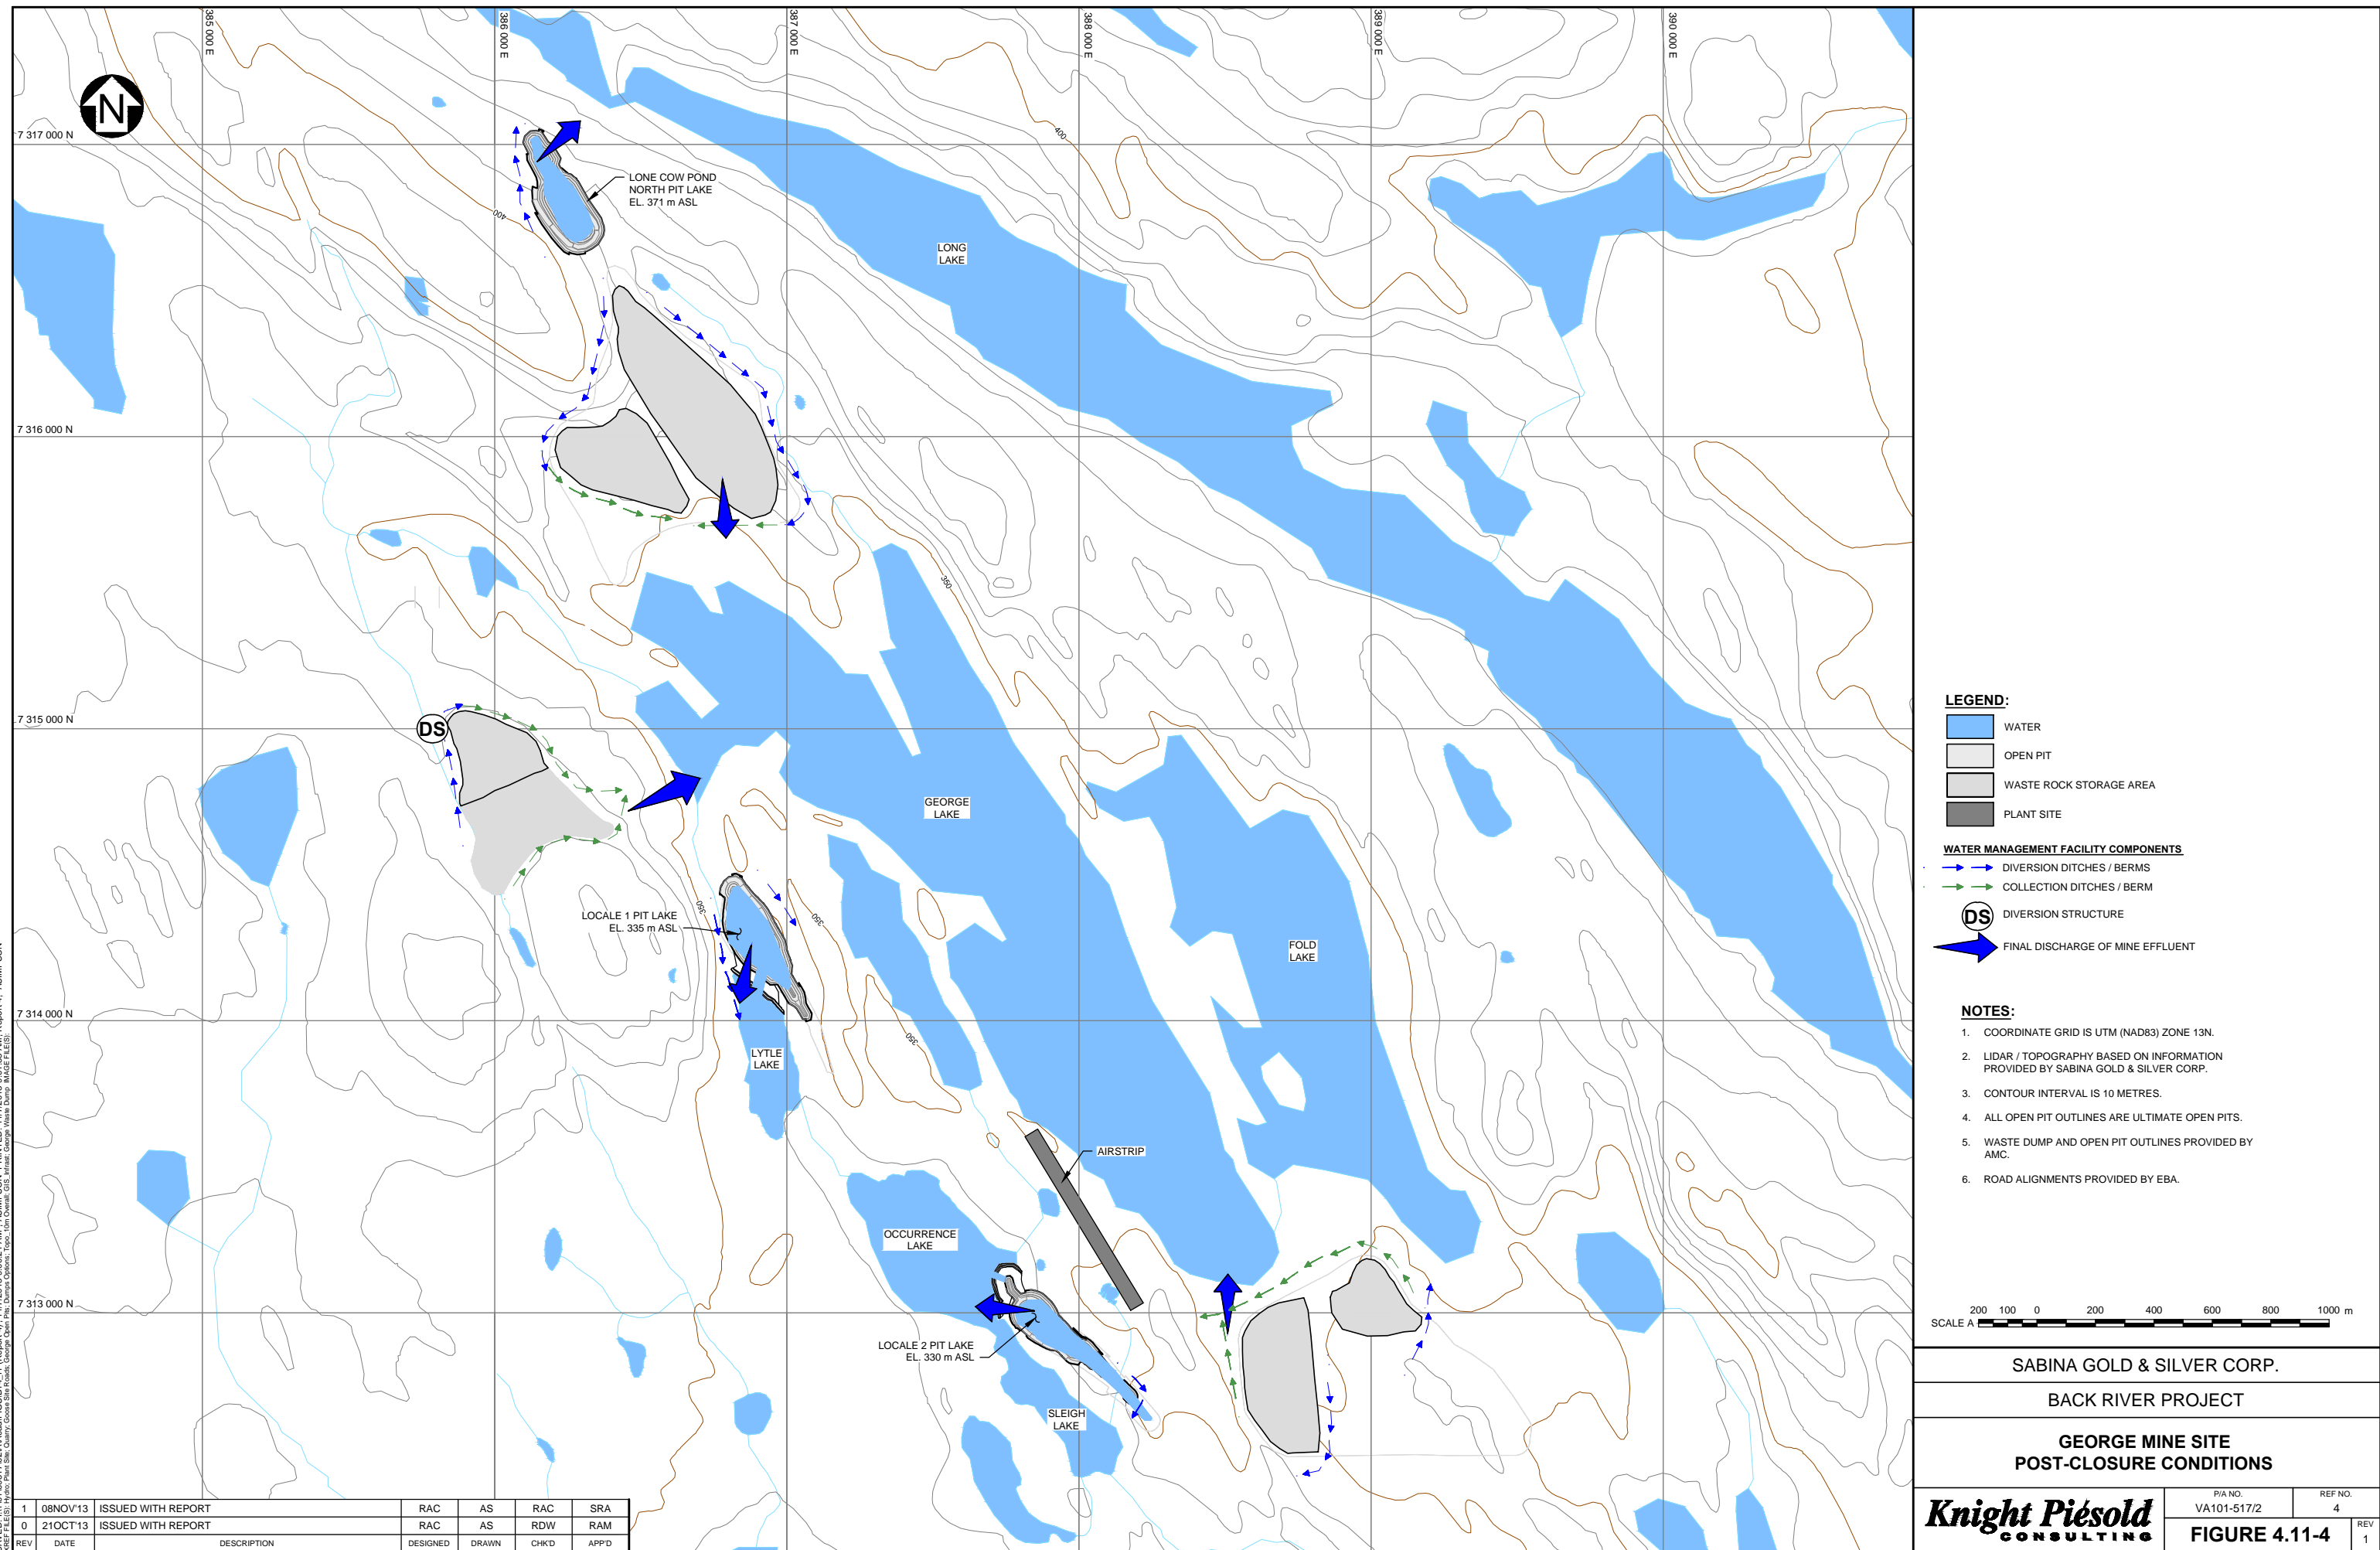 385 000 E
386 000 E
387 000 E
388 000 E
389 000 E
390 000 E
N
7 317 000 N
400
LONE COW POND
NORTH PIT LAKE
EL. 371 m ASL
400
LONG
LAKE
7 316 000 N
350
7 315 000 N
DS
GEORGE
LAKE
LOCALE 1 PIT LAKE
EL. 335 m ASL
350
350
FOLD
LAKE
7 314 000 N
350
LYTLE
LAKE
AIRSTRIP
OCCURRENCE
LAKE
7 313 000 N
LOCALE 2 PIT LAKE
EL. 330 m ASL
SLEIGH
LAKE
LEGEND:
WATER
OPEN PIT
WASTE ROCK STORAGE AREA
PLANT SITE
WATER MANAGEMENT FACILITY COMPONENTS
DIVERSION DITCHES / BERMS
COLLECTION DITCHES / BERM
DS DIVERSION STRUCTURE
FINAL DISCHARGE OF MINE EFFLUENT
NOTES:
1. COORDINATE GRID IS UTM (NAD83) ZONE 13N.
2. LIDAR / TOPOGRAPHY BASED ON INFORMATION
PROVIDED BY SABINA GOLD & SILVER CORP.
3. CONTOUR INTERVAL IS 10 METRES.
4. ALL OPEN PIT OUTLINES ARE ULTIMATE OPEN PITS.
5. WASTE DUMP AND OPEN PIT OUTLINES PROVIDED BY
AMC.
6. ROAD ALIGNMENTS PROVIDED BY EBA.
200 100 0 200 400 600 800 1000 m
SCALE A
SABINA GOLD & SILVER CORP.
BACK RIVER PROJECT
GEORGE MINE SITE
POST-CLOSURE CONDITIONS
Knight Piésold
CONSULTING
P/A NO.
VA101-517/2
REF NO.
4
FIGURE 4.11-4
REV
1
1 08NOV'13 ISSUED WITH REPORT RAC AS RAC SRA
0 21OCT'13 ISSUED WITH REPORT RAC AS RDW RAM
REV DATE DESCRIPTION DESIGNED DRAWN CHK'D APP'D